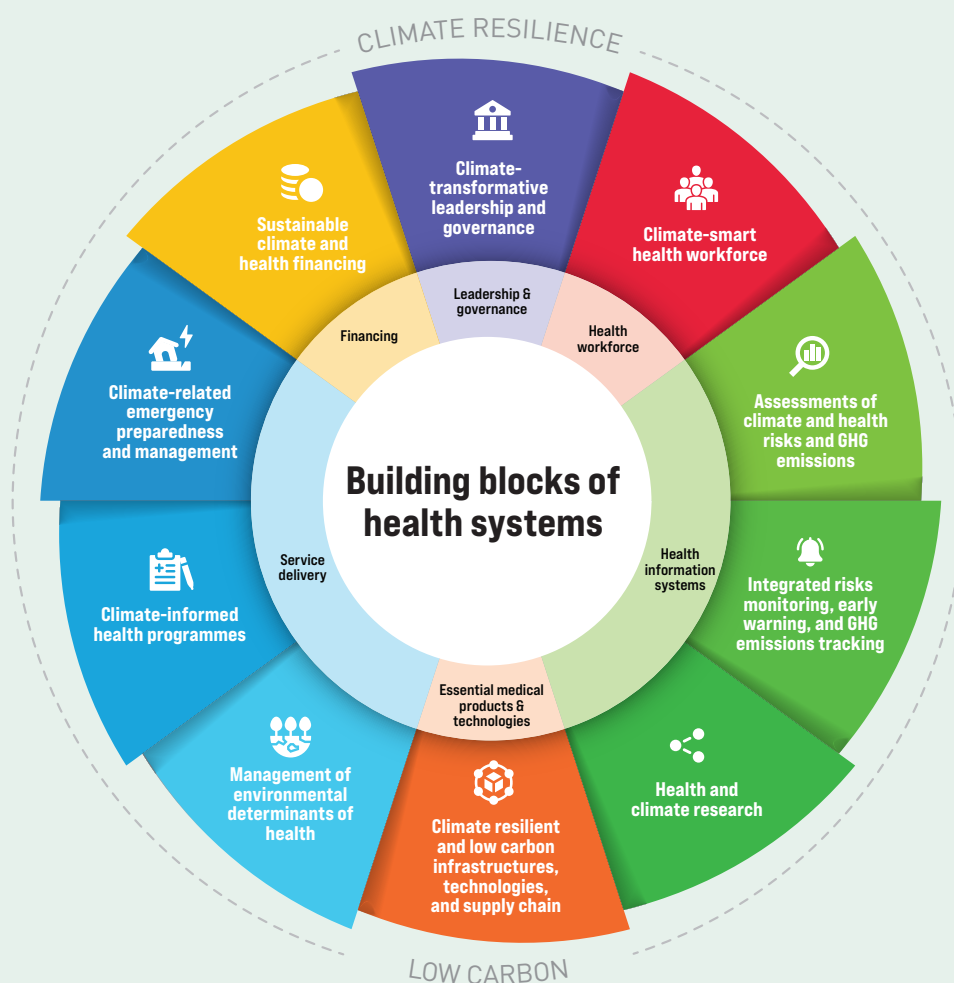 CLIMATE RESILIENCE
Climate-
transformative
leadership and
governance
Climate-smart
health workforce
Assessments of
climate and health
risks and GHG
emissions
Integrated risks
monitoring, early
warning, and GHG
emissions tracking
Health and
climate research
Climate resilient
and low carbon
infrastructures,
technologies,
and supply chain
Management of
environmental
determinants of
health
Climate-informed
health programmes
Climate-related
emergency
preparedness
and management
Sustainable
climate and
health financing
Leadership &
governance
Health
workforce
Health
information
systems
Essential medical
products &
technologies
Service
delivery
Financing
Building blocks of
health systems
LOW CARBON